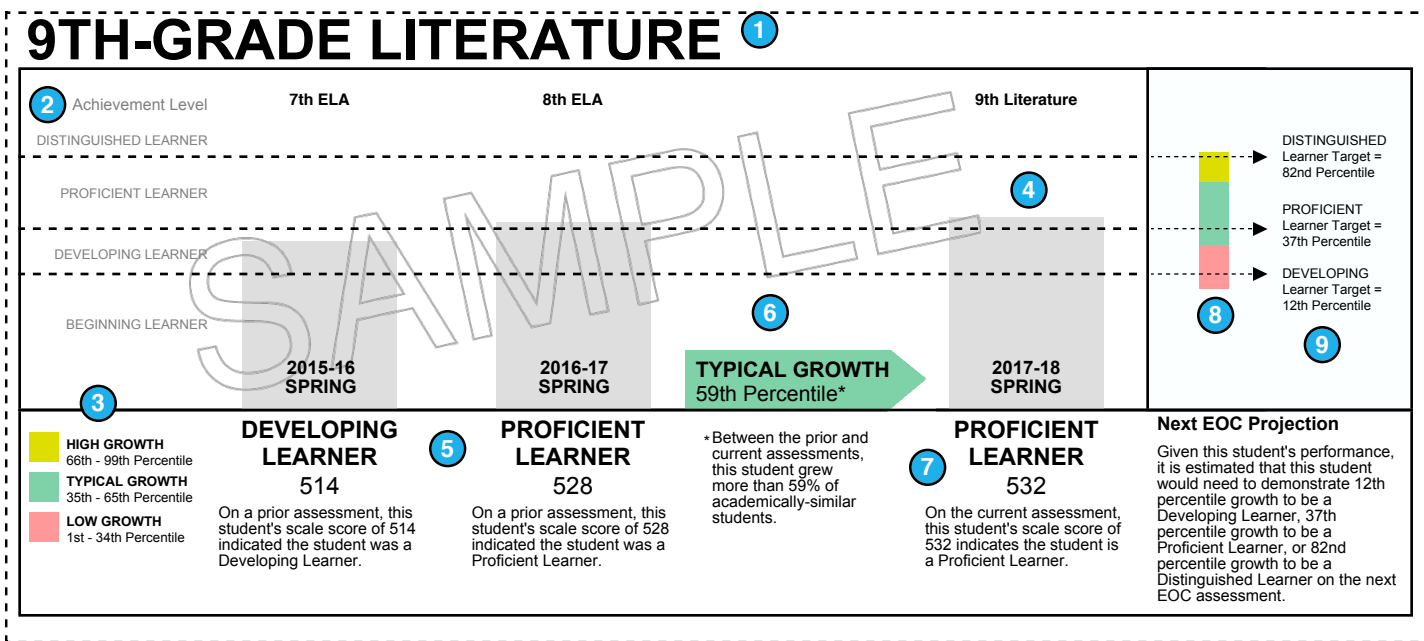 9TH-GRADE LITERATURE
1
2
Achievement Level
7th ELA
8th ELA
9th Literature
DISTINGUISHED LEARNER
PROFICIENT LEARNER
DEVELOPING LEARNER
BEGINNING LEARNER
SAMPLE
4
6
2015-16
SPRING
2016-17
SPRING
TYPICAL GROWTH
59th Percentile*
2017-18
SPRING
DISTINGUISHED
Learner Target =
82nd Percentile
PROFICIENT
Learner Target =
37th Percentile
DEVELOPING
Learner Target =
12th Percentile
8
9
3
HIGH GROWTH
66th - 99th Percentile
TYPICAL GROWTH
35th - 65th Percentile
LOW GROWTH
1st - 34th Percentile
DEVELOPING
LEARNER
514
On a prior assessment, this
student's scale score of 514
indicated the student was a
Developing Learner.
5
PROFICIENT
LEARNER
528
On a prior assessment, this
student's scale score of 528
indicated the student was a
Proficient Learner.
*Between the prior and
current assessments,
this student grew
more than 59% of
academically-similar
students.
7
PROFICIENT
LEARNER
532
On the current assessment,
this student's scale score of
532 indicates the student is
a Proficient Learner.
Next EOC Projection
Given this student's performance,
it is estimated that this student
would need to demonstrate 12th
percentile growth to be a
Developing Learner, 37th
percentile growth to be a
Proficient Learner, or 82nd
percentile growth to be a
Distinguished Learner on the next
EOC assessment.